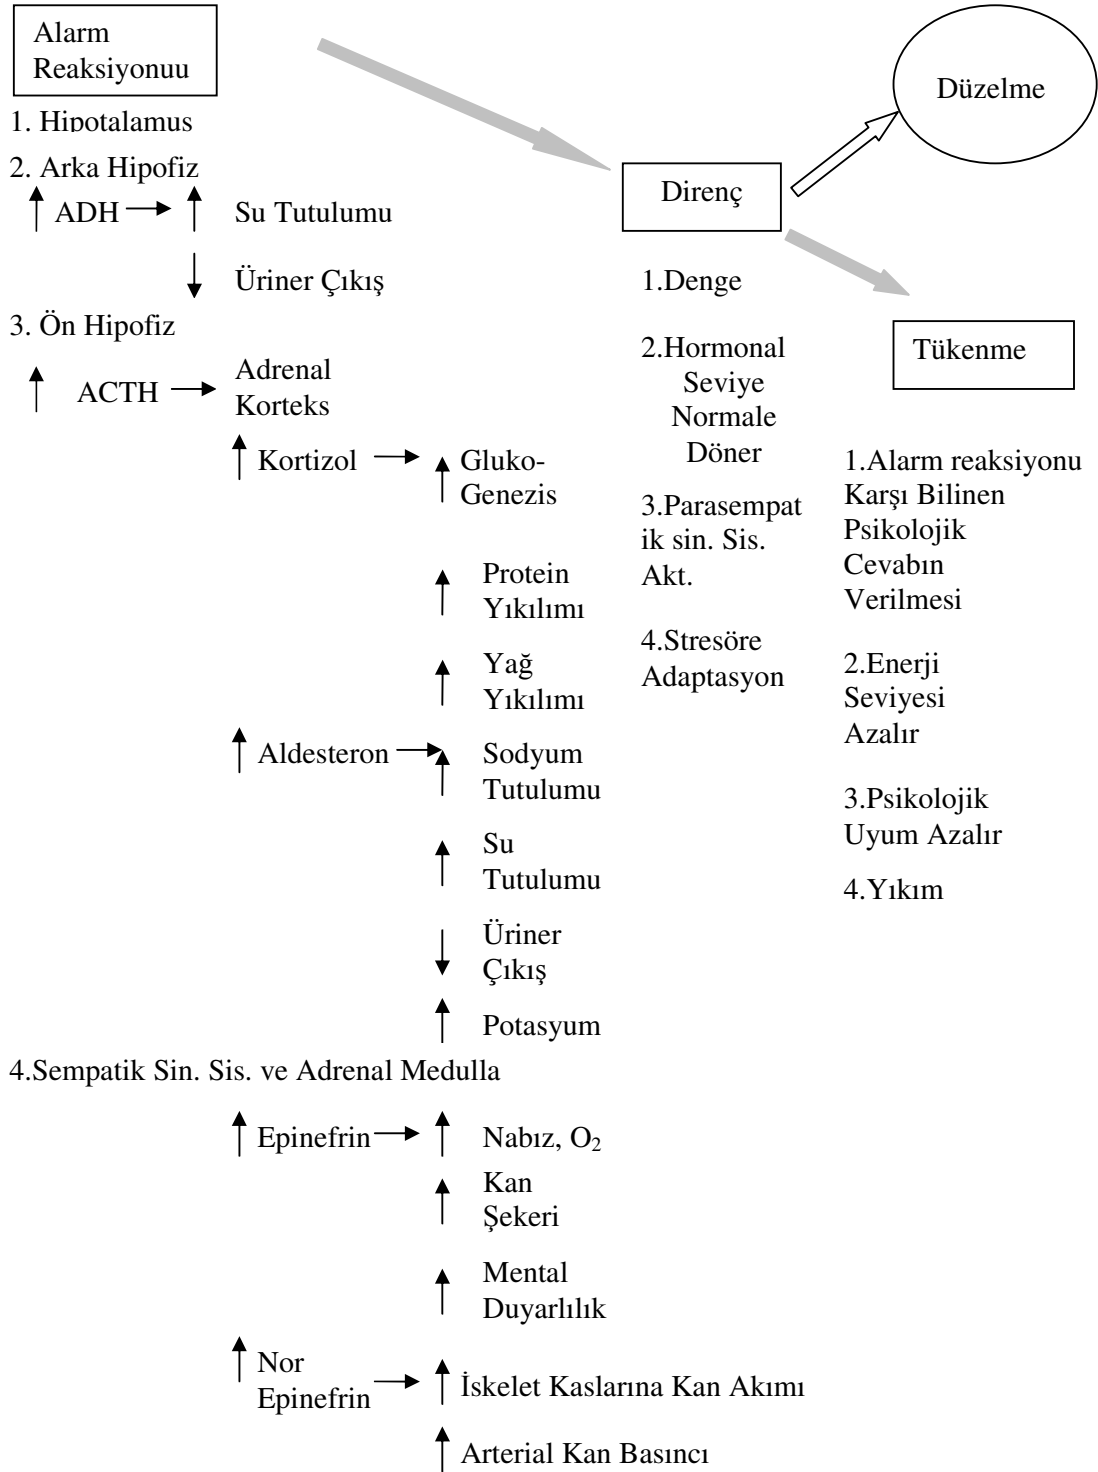 Alarm
Reaksiyonuu
1. Hipotalamus
2. Arka Hipofiz
ADH
Su Tutulumu
Üriner Çıkış
3. Ön Hipofiz
ACTH
Adrenal
Korteks
Kortizol
Gluko-
Genezis
Protein
Yıkılımı
Yağ
Yıkılımı
Aldesteron
Sodyum
Tutulumu
Su
Tutulumu
Üriner
Çıkış
Potasyum
4.Sempatik Sin. Sis. ve Adrenal Medulla
Epinefrin
Nabız, O₂
Kan
Şekeri
Mental
Duyarlılık
Nor
Epinefrin
İskelet Kaslarına Kan Akımı
Arterial Kan Basıncı
Direnç
1.Denge
2.Hormonal
Seviye
Normale
Döner
3.Parasempat
ik sin. Sis.
Akt.
4.Stresöre
Adaptasyon
Düzelme
Tükenme
1.Alarm reaksiyonu
Karşı Bilinen
Psikolojik
Cevabın
Verilmesi
2.Enerji
Seviyesi
Azalır
3.Psikolojik
Uyum Azalır
4.Yıkım